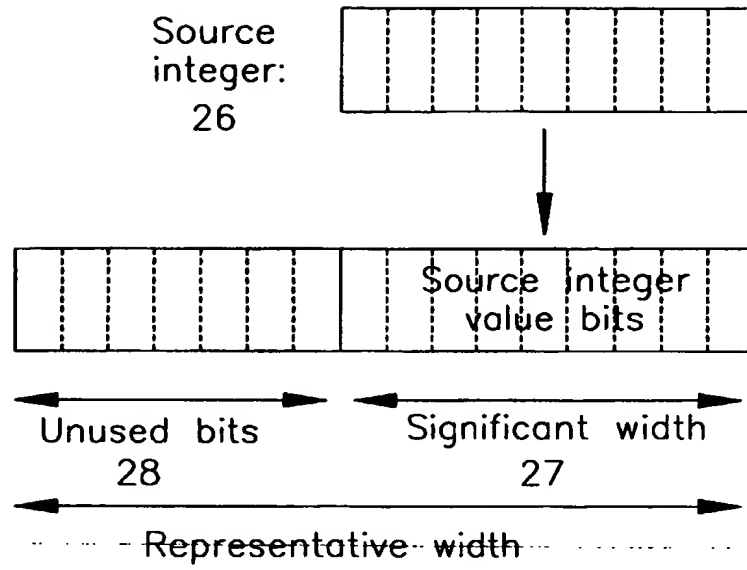 Source
integer:
26
Source integer
value bits
Unused bits
28
Significant width
27
Representative width